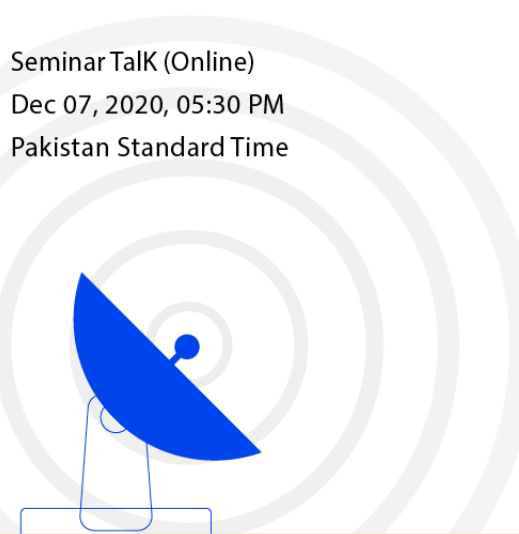 Seminar TalK (Online)
Dec 07, 2020, 05:30 PM
Pakistan Standard Time